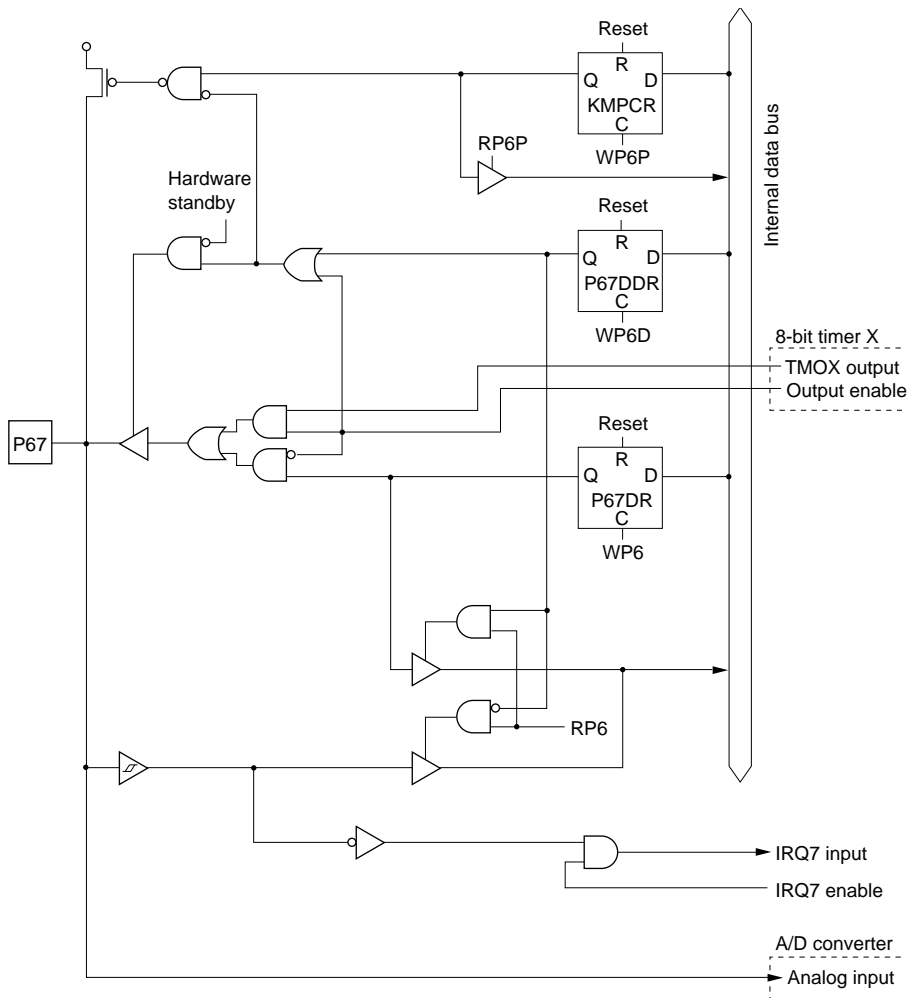 Reset
R
Q D
KMPCR
C
WP6P
RP6P
Hardware
standby
Internal data bus
Reset
R
Q D
P67DDR
C
WP6D
8-bit timer X
TMOX output
Output enable
P67
Reset
R
Q D
P67DR
C
WP6
RP6
IRQ7 input
IRQ7 enable
A/D converter
Analog input